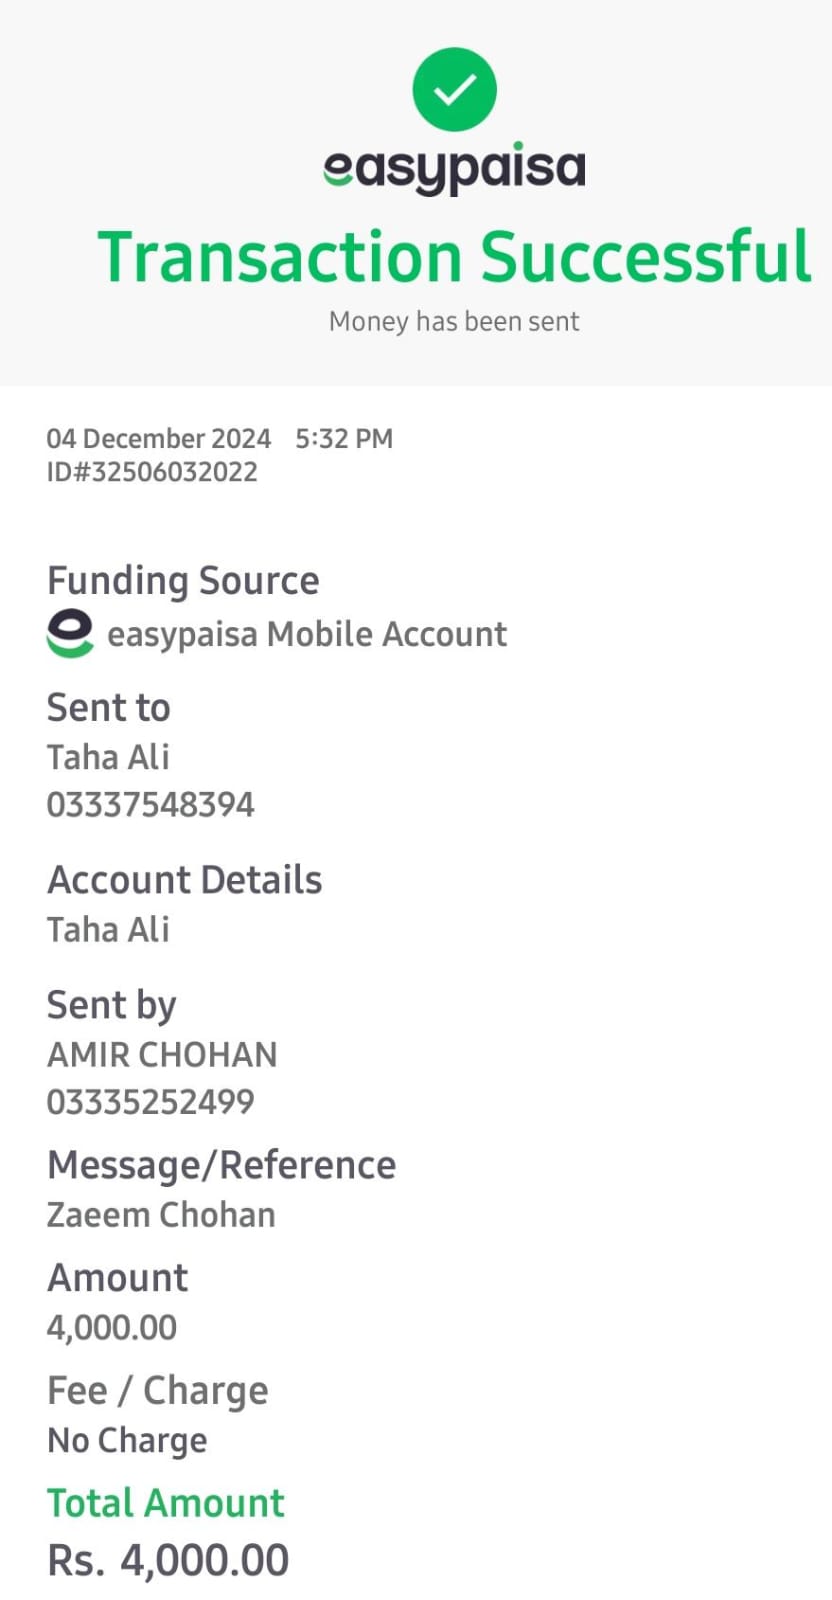 easypaisa
Transaction Successful
Money has been sent
04 December 2024 5:32 PM
ID#32506032022
Funding Source
easypaisa Mobile Account
Sent to
Taha Ali
03337548394
Account Details
Taha Ali
Sent by
AMIR CHOHAN
03335252499
Message/Reference
Zaeem Chohan
Amount
4,000.00
Fee / Charge
No Charge
Total Amount
Rs. 4,000.00